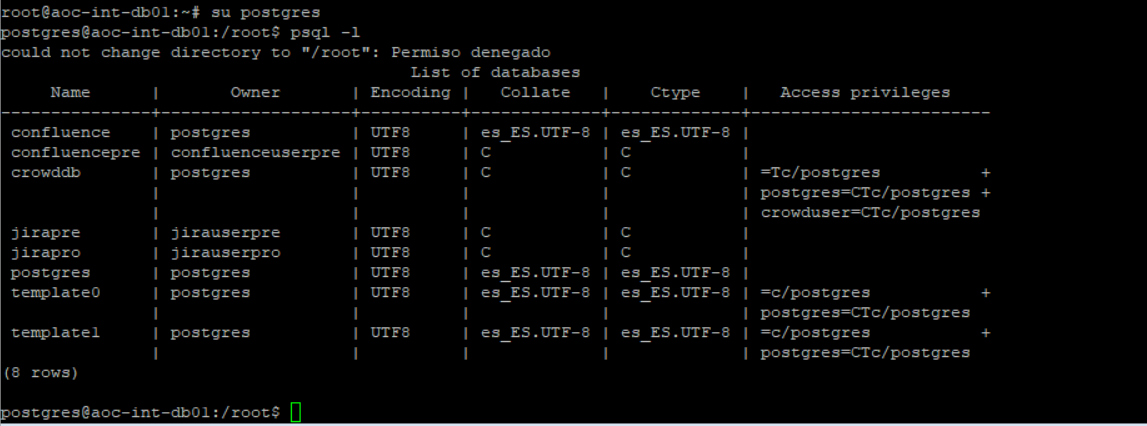 root@aoc-int-db01:~# su postgres
postgres@aoc-int-db01:/root$ psql -l
could not change directory to "/root": Permiso denegado
                                          List of databases
     Name      |       Owner       | Encoding |   Collate   |    Ctype    |   Access privileges
---------------+-------------------+----------+-------------+-------------+------------------------
 confluence    | postgres          | UTF8     | es_ES.UTF-8 | es_ES.UTF-8 |
 confluencepre | confluenceuserpre | UTF8     | C           | C           |
 crowddb       | postgres          | UTF8     | C           | C           | =Tc/postgres          +
               |                   |          |             |             | postgres=CTc/postgres +
               |                   |          |             |             | crowduser=CTc/postgres
 jirapre       | jirauserpre       | UTF8     | C           | C           |
 jirapro       | jirauserpro       | UTF8     | C           | C           |
 postgres      | postgres          | UTF8     | es_ES.UTF-8 | es_ES.UTF-8 |
 template0     | postgres          | UTF8     | es_ES.UTF-8 | es_ES.UTF-8 | =c/postgres           +
               |                   |          |             |             | postgres=CTc/postgres
 template1     | postgres          | UTF8     | es_ES.UTF-8 | es_ES.UTF-8 | =c/postgres           +
               |                   |          |             |             | postgres=CTc/postgres
(8 rows)
postgres@aoc-int-db01:/root$